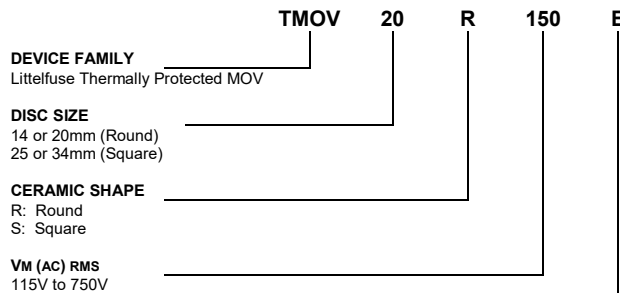 TMOV 20 R 150
DEVICE FAMILY
Littelfuse Thermally Protected MOV
DISC SIZE
14 or 20mm (Round)
25 or 34mm (Square)
CERAMIC SHAPE
R: Round
S: Square
VM (AC) RMS
115V to 750V